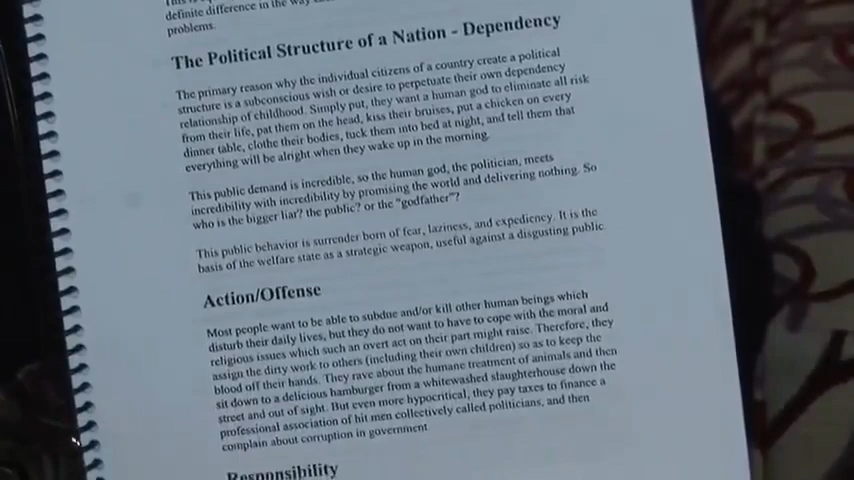 definite difference in the way
problems.
The Political Structure of a Nation - Dependency
The primary reason why the individual citizens of a country create a political
structure is a subconscious wish or desire to perpetuate their own dependency
relationship of childhood. Simply put, they want a human god to eliminate all risk
from their life, pat them on the head, kiss their bruises, put a chicken on every
dinner table, clothe their bodies, tuck them into bed at night, and tell them that
everything will be alright when they wake up in the morning.
This public demand is incredible, so the human god, the politician, meets
incredibility with incredibility by promising the world and delivering nothing. So
who is the bigger liar? the public? or the "godfather"?
This public behavior is surrender born of fear, laziness, and expediency. It is the
basis of the welfare state as a strategic weapon, useful against a disgusting public.
Action/Offense
Most people want to be able to subdue and/or kill other human beings which
disturb their daily lives, but they do not want to have to cope with the moral and
religious issues which such an overt act on their part might raise. Therefore, they
assign the dirty work to others (including their own children) so as to keep the
blood off their hands. They rave about the humane treatment of animals and then
sit down to a delicious hamburger from a whitewashed slaughterhouse down the
street and out of sight. But even more hypocritical, they pay taxes to finance a
professional association of hit men collectively called politicians, and then
complain about corruption in government.
Responsibility